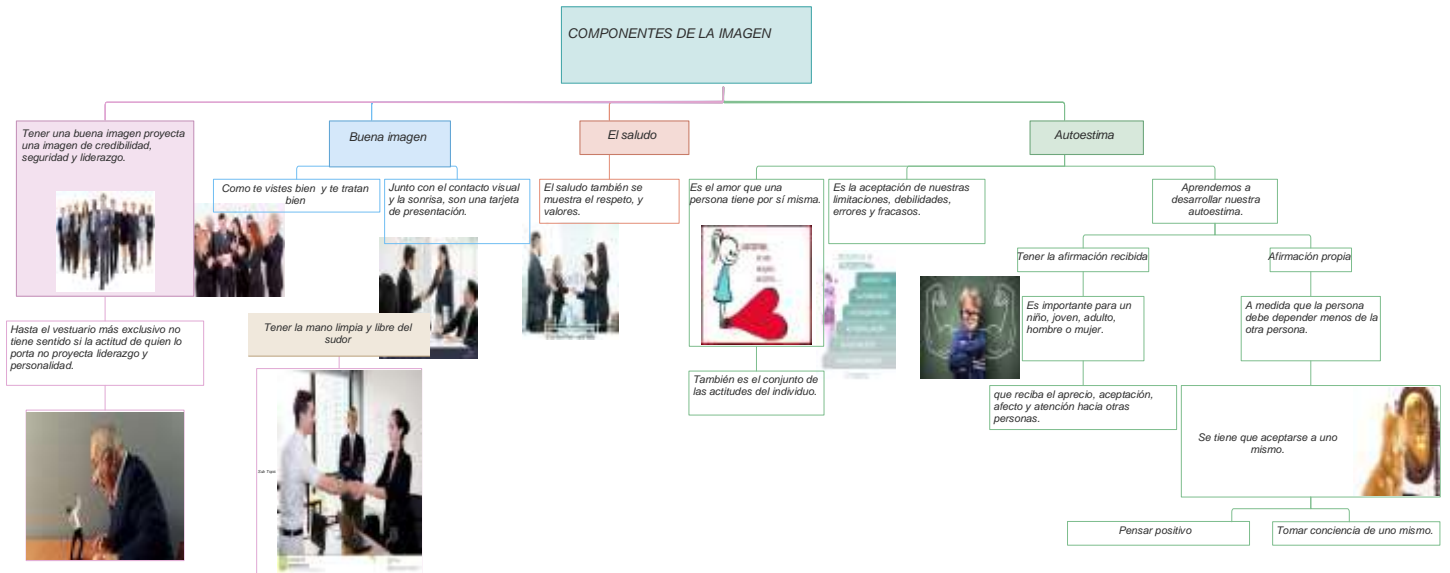 COMPONENTES DE LA IMAGEN
Tener una buena imagen proyecta
una imagen de credibilidad,
seguridad y liderazgo.
Hasta el vestuario más exclusivo no
tiene sentido si la actitud de quien lo
porta no proyecta liderazgo y
personalidad.
Buena imagen
Como te vistes bien y te tratan
bien
Junto con el contacto visual
y la sonrisa, son una tarjeta
de presentación.
Tener la mano limpia y libre del
sudor
Sub Topic
El saludo
El saludo también se
muestra el respeto, y
valores.
Autoestima
Es el amor que una
persona tiene por sí misma.
También es el conjunto de
las actitudes del individuo.
Es la aceptación de nuestras
limitaciones, debilidades,
errores y fracasos.
Aprendemos a
desarrollar nuestra
autoestima.
Tener la afirmación recibida
Es importante para un
niño, joven, adulto,
hombre o mujer.
que reciba el aprecio, aceptación,
afecto y atención hacia otras
personas.
Afirmación propia
A medida que la persona
debe depender menos de la
otra persona.
Se tiene que aceptarse a uno
mismo.
Pensar positivo
Tomar conciencia de uno mismo.